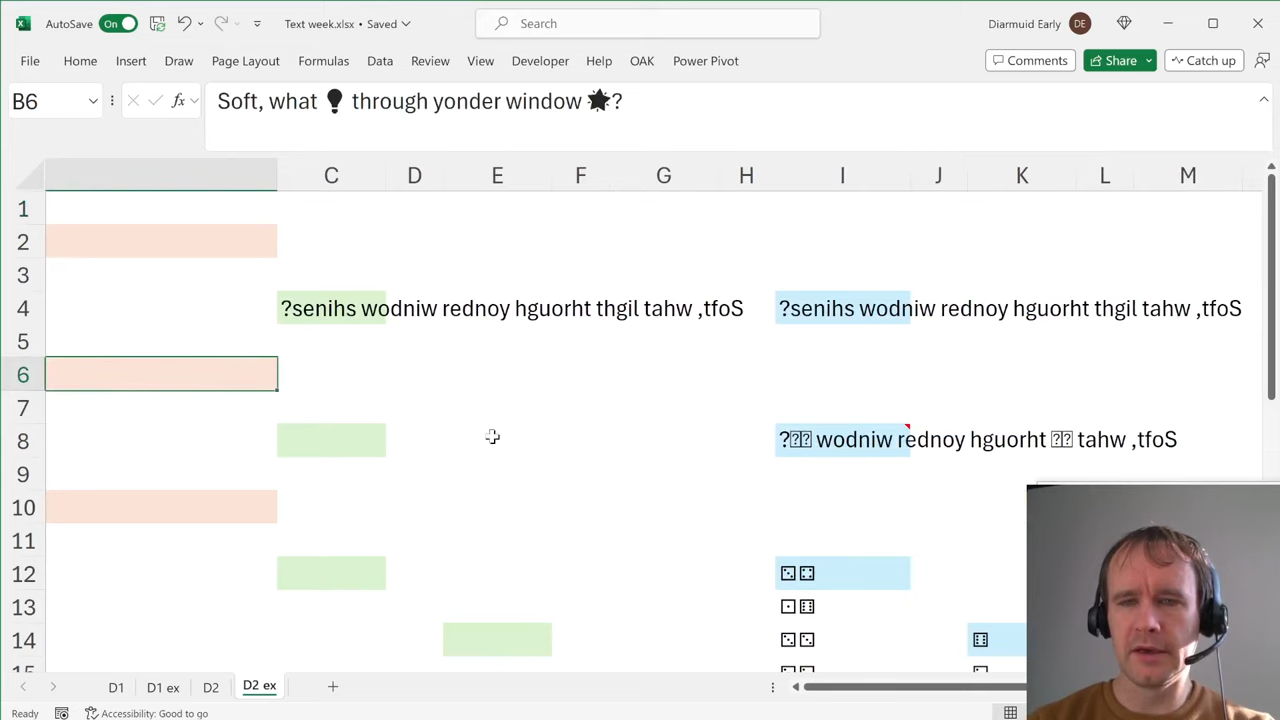 AutoSave On Text week.xlsx • Saved Search Diarmuid Early DE
File Home Insert Draw Page Layout Formulas Data Review View Developer Help OAK Power Pivot Comments Share Catch up
B6 fx Soft, what 💡 through yonder window 🌟?
C D E F G H I J K L M
1
2
3
4 ?senihs wodniw rednoy hguorht thgil tahw ,tfoS ?senihs wodniw rednoy hguorht thgil tahw ,tfoS
5
6
7
8 ?⍰⍰ wodniw rednoy hguorht ⍰⍰ tahw ,tfoS
9
10
11
12 ⚂⚃
13 ⚀⚅
14 ⚂⚂ ⚅
15
D1 D1 ex D2 D2 ex
Ready Accessibility: Good to go